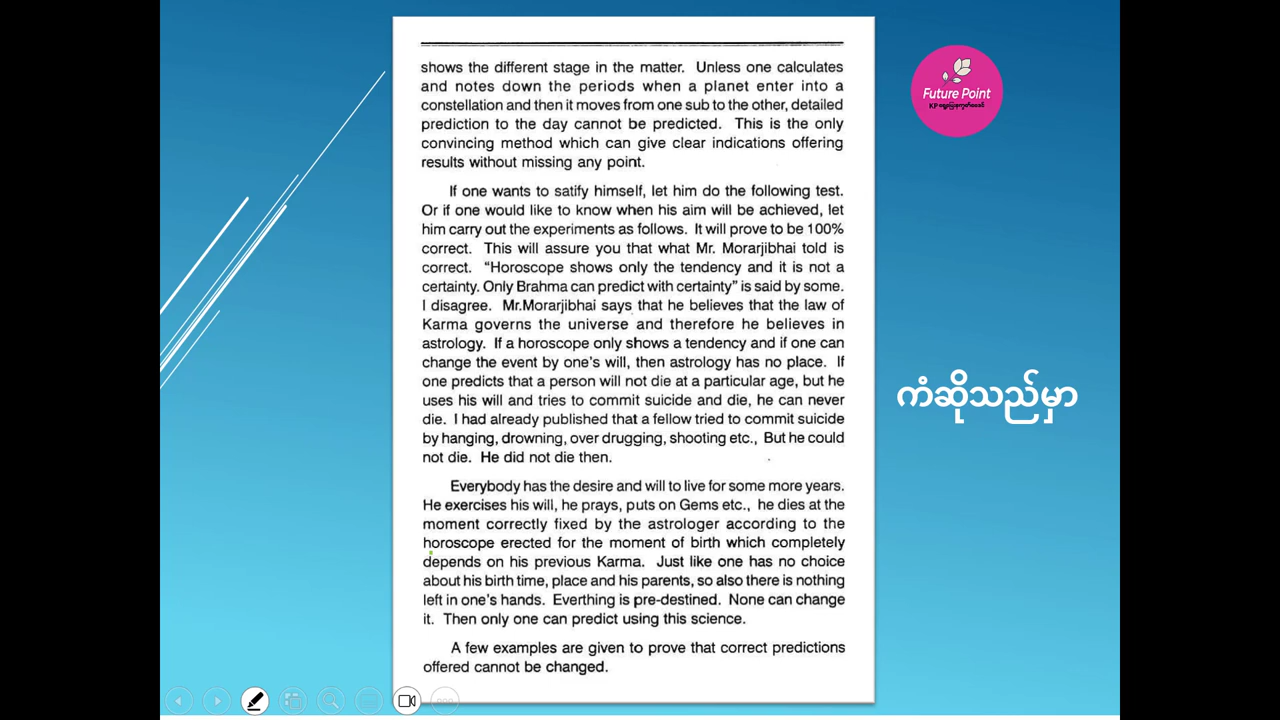 shows the different stage in the matter. Unless one calculates
and notes down the periods when a planet enter into a
constellation and then it moves from one sub to the other, detailed
prediction to the day cannot be predicted. This is the only
convincing method which can give clear indications offering
results without missing any point.
If one wants to satify himself, let him do the following test.
Or if one would like to know when his aim will be achieved, let
him carry out the experiments as follows. It will prove to be 100%
correct. This will assure you that what Mr. Morarjibhai told is
correct. “Horoscope shows only the tendency and it is not a
certainty. Only Brahma can predict with certainty” is said by some.
I disagree. Mr.Morarjibhai says that he believes that the law of
Karma governs the universe and therefore he believes in
astrology. If a horoscope only shows a tendency and if one can
change the event by one's will, then astrology has no place. If
one predicts that a person will not die at a particular age, but he
uses his will and tries to commit suicide and die, he can never
die. I had already published that a fellow tried to commit suicide
by hanging, drowning, over drugging, shooting etc., But he could
not die. He did not die then.
Everybody has the desire and will to live for some more years.
He exercises his will, he prays, puts on Gems etc., he dies at the
moment correctly fixed by the astrologer according to the
horoscope erected for the moment of birth which completely
depends on his previous Karma. Just like one has no choice
about his birth time, place and his parents, so also there is nothing
left in one's hands. Everthing is pre-destined. None can change
it. Then only one can predict using this science.
A few examples are given to prove that correct predictions
offered cannot be changed.
Future Point
KP
ကံဆိုသည်မှာ